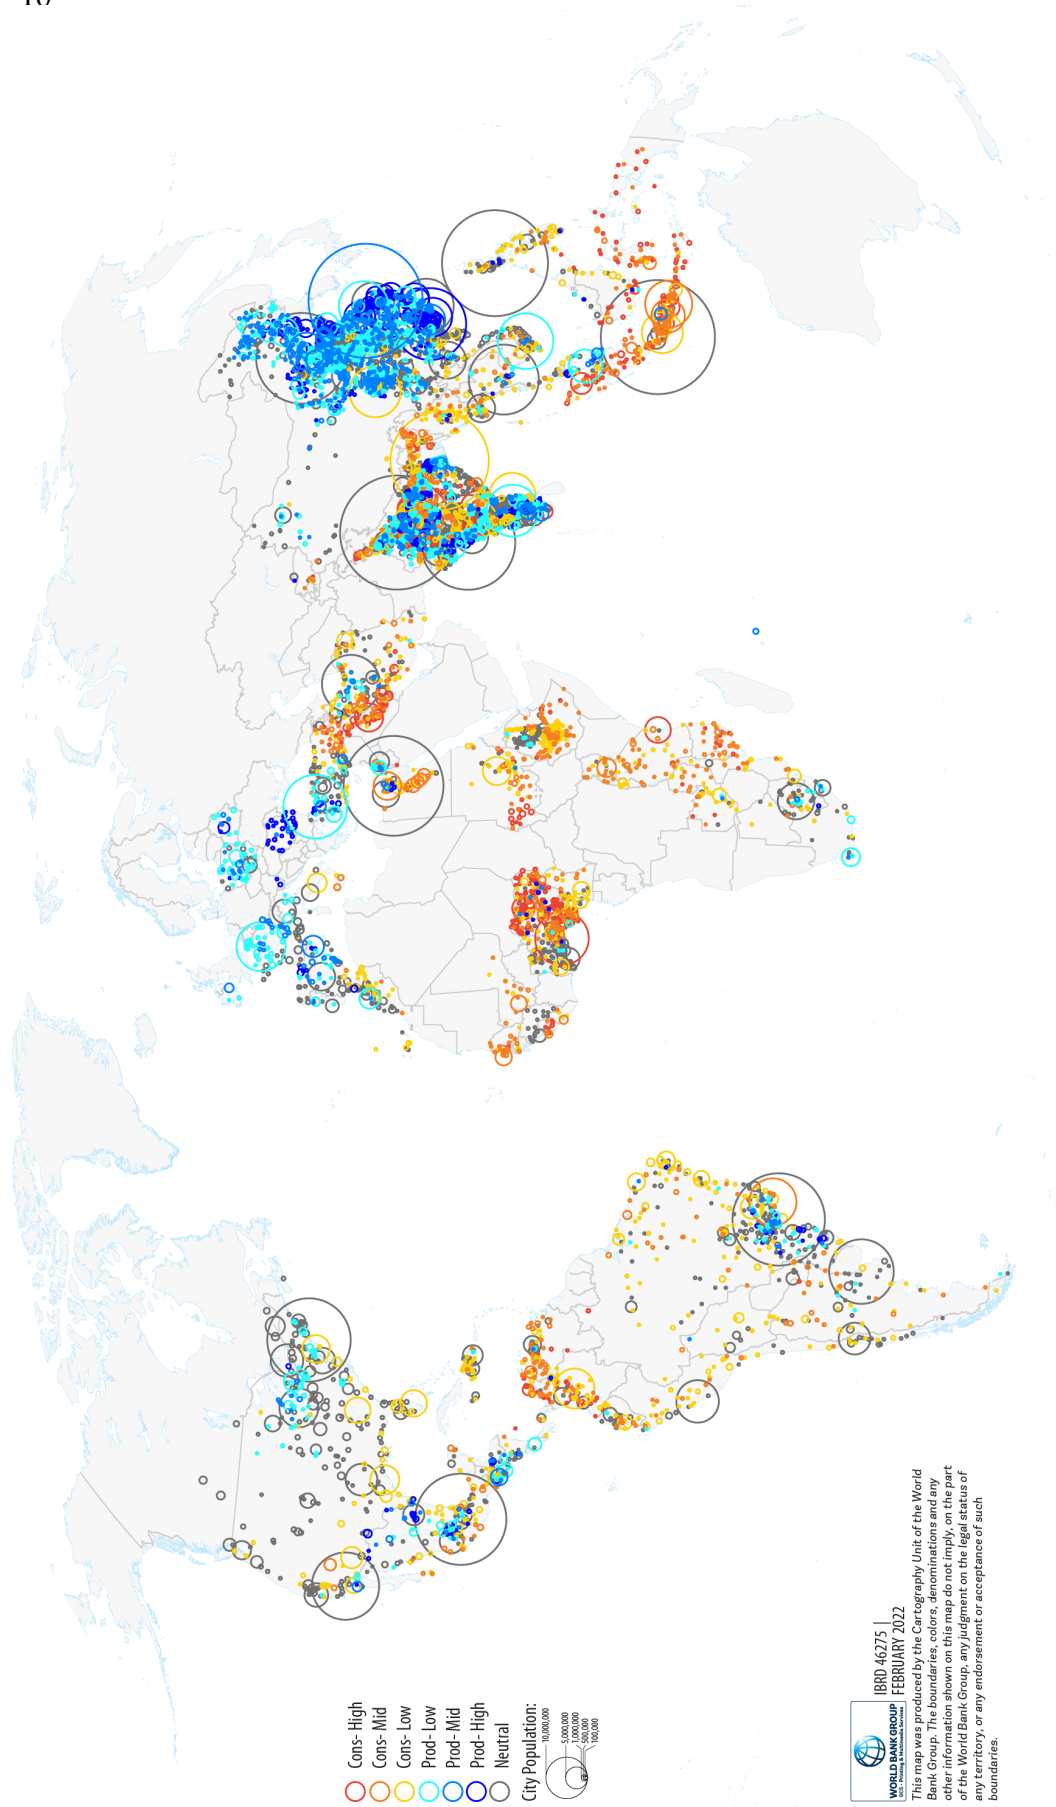 Cons- High
Cons- Mid
Cons- Low
Prod- Low
Prod- Mid
Prod- High
Neutral
City Population:
10,000,000
5,000,000
1,000,000
500,000
100,000
WORLD BANK GROUP
GCS - Printing & Multimedia Services
IBRD 46275 |
FEBRUARY 2022
This map was produced by the Cartography Unit of the World
Bank Group. The boundaries, colors, denominations and any
other information shown on this map do not imply, on the part
of the World Bank Group, any judgment on the legal status of
any territory, or any endorsement or acceptance of such
boundaries.